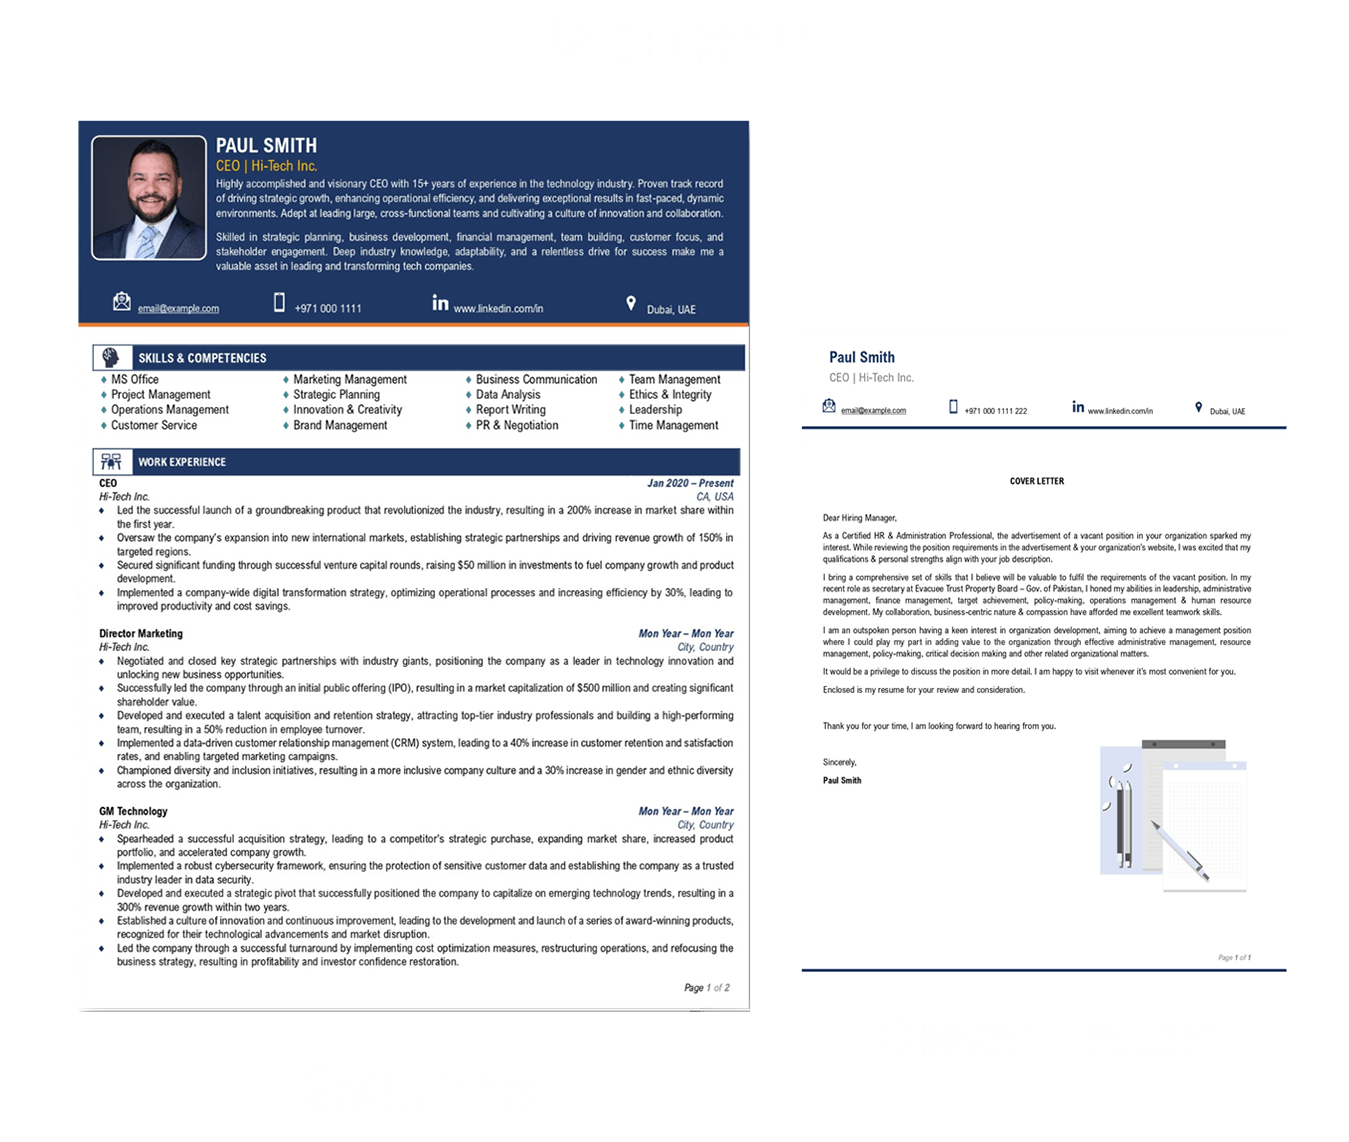 PAUL SMITH
CEO | Hi-Tech Inc.
Highly accomplished and visionary CEO with 15+ years of experience in the technology industry. Proven track record
of driving strategic growth, enhancing operational efficiency, and delivering exceptional results in fast-paced, dynamic
environments. Adept at leading large, cross-functional teams and cultivating a culture of innovation and collaboration.
Skilled in strategic planning, business development, financial management, team building, customer focus, and
stakeholder engagement. Deep industry knowledge, adaptability, and a relentless drive for success make me a
valuable asset in leading and transforming tech companies.
email@example.com +971 000 1111 www.linkedin.com/in Dubai, UAE
SKILLS & COMPETENCIES
♦ MS Office ♦ Marketing Management ♦ Business Communication ♦ Team Management
♦ Project Management ♦ Strategic Planning ♦ Data Analysis ♦ Ethics & Integrity
♦ Operations Management ♦ Innovation & Creativity ♦ Report Writing ♦ Leadership
♦ Customer Service ♦ Brand Management ♦ PR & Negotiation ♦ Time Management
WORK EXPERIENCE
CEO Jan 2020 – Present
Hi-Tech Inc. CA, USA
♦ Led the successful launch of a groundbreaking product that revolutionized the industry, resulting in a 200% increase in market share within
the first year.
♦ Oversaw the company's expansion into new international markets, establishing strategic partnerships and driving revenue growth of 150% in
targeted regions.
♦ Secured significant funding through successful venture capital rounds, raising $50 million in investments to fuel company growth and product
development.
♦ Implemented a company-wide digital transformation strategy, optimizing operational processes and increasing efficiency by 30%, leading to
improved productivity and cost savings.
Director Marketing Mon Year – Mon Year
Hi-Tech Inc. City, Country
♦ Negotiated and closed key strategic partnerships with industry giants, positioning the company as a leader in technology innovation and
unlocking new business opportunities.
♦ Successfully led the company through an initial public offering (IPO), resulting in a market capitalization of $500 million and creating significant
shareholder value.
♦ Developed and executed a talent acquisition and retention strategy, attracting top-tier industry professionals and building a high-performing
team, resulting in a 50% reduction in employee turnover.
♦ Implemented a data-driven customer relationship management (CRM) system, leading to a 40% increase in customer retention and satisfaction
rates, and enabling targeted marketing campaigns.
♦ Championed diversity and inclusion initiatives, resulting in a more inclusive company culture and a 30% increase in gender and ethnic diversity
across the organization.
GM Technology Mon Year – Mon Year
Hi-Tech Inc. City, Country
♦ Spearheaded a successful acquisition strategy, leading to a competitor's strategic purchase, expanding market share, increased product
portfolio, and accelerated company growth.
♦ Implemented a robust cybersecurity framework, ensuring the protection of sensitive customer data and establishing the company as a trusted
industry leader in data security.
♦ Developed and executed a strategic pivot that successfully positioned the company to capitalize on emerging technology trends, resulting in a
300% revenue growth within two years.
♦ Established a culture of innovation and continuous improvement, leading to the development and launch of a series of award-winning products,
recognized for their technological advancements and market disruption.
♦ Led the company through a successful turnaround by implementing cost optimization measures, restructuring operations, and refocusing the
business strategy, resulting in profitability and investor confidence restoration.
Page 1 of 2
Paul Smith
CEO | Hi-Tech Inc.
email@example.com +971 000 1111 222 www.linkedin.com/in Dubai, UAE
COVER LETTER
Dear Hiring Manager,
As a Certified HR & Administration Professional, the advertisement of a vacant position in your organization sparked my
interest. While reviewing the position requirements in the advertisement & your organization's website, I was excited that my
qualifications & personal strengths align with your job description.
I bring a comprehensive set of skills that I believe will be valuable to fulfil the requirements of the vacant position. In my
recent role as secretary at Evacuee Trust Property Board – Gov. of Pakistan, I honed my abilities in leadership, administrative
management, finance management, target achievement, policy-making, operations management & human resource
development. My collaboration, business-centric nature & compassion have afforded me excellent teamwork skills.
I am an outspoken person having a keen interest in organization development, aiming to achieve a management position
where I could play my part in adding value to the organization through effective administrative management, resource
management, policy-making, critical decision making and other related organizational matters.
It would be a privilege to discuss the position in more detail. I am happy to visit whenever it's most convenient for you.
Enclosed is my resume for your review and consideration.
Thank you for your time, I am looking forward to hearing from you.
Sincerely,
Paul Smith
Page 1 of 1